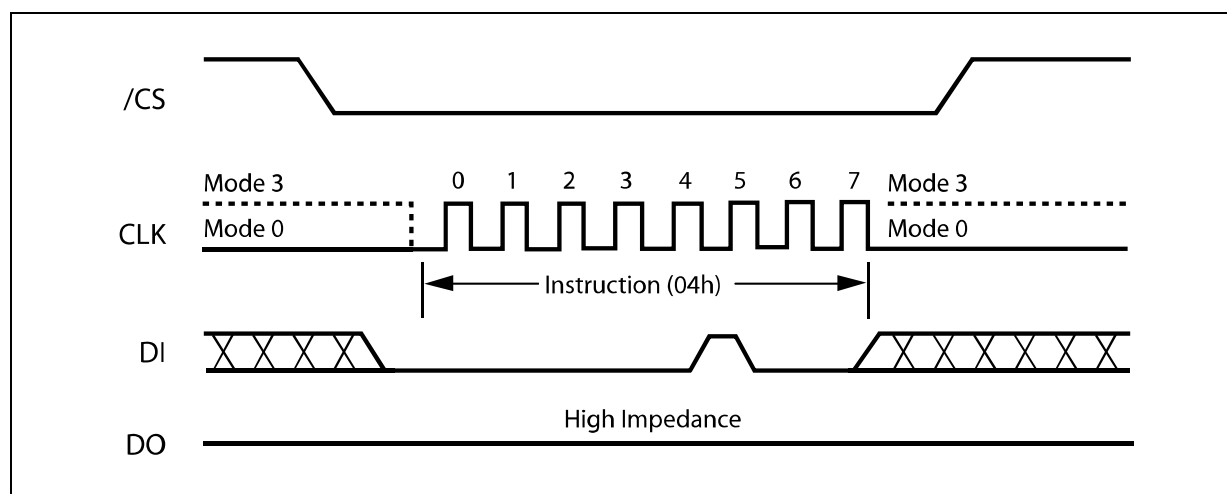 /CS
Mode 3 0 1 2 3 4 5 6 7 Mode 3
CLK Mode 0 Mode 0
Instruction (04h)
DI
High Impedance
DO